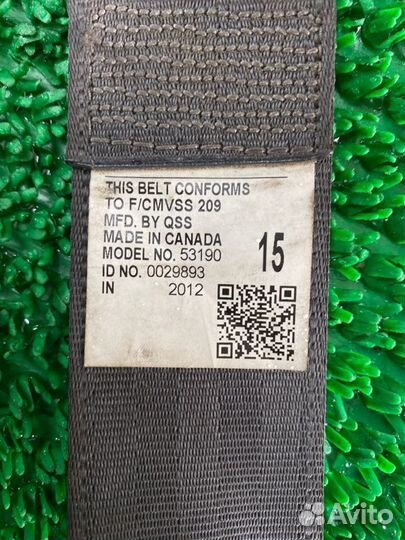 THIS BELT CONFORMS
TO F/CMVSS 209
MFD. BY QSS
MADE IN CANADA
MODEL NO. 53190
ID NO. 0029893
IN 2012
15
Avito